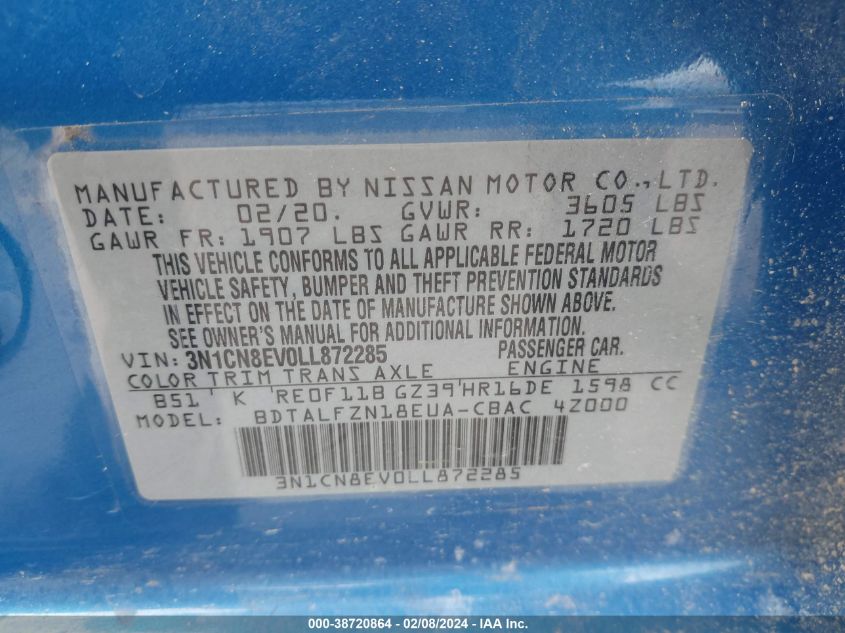 MANUFACTURED BY NISSAN MOTOR CO., LTD.
DATE: 02/20. GVWR: 3605 LBS
GAWR FR: 1907 LBS GAWR RR: 1720 LBS
THIS VEHICLE CONFORMS TO ALL APPLICABLE FEDERAL MOTOR
VEHICLE SAFETY, BUMPER AND THEFT PREVENTION STANDARDS
IN EFFECT ON THE DATE OF MANUFACTURE SHOWN ABOVE.
SEE OWNER'S MANUAL FOR ADDITIONAL INFORMATION.
VIN: 3N1CN8EV0LL872285 PASSENGER CAR.
COLOR TRIM TRANS AXLE ENGINE
B51 K RE0F11B GZ39 HR16DE 1598 CC
MODEL: BDTALFZN18EUA-CBAC 4Z000
3N1CN8EV0LL872285
000-38720864 - 02/08/2024 - IAA Inc.